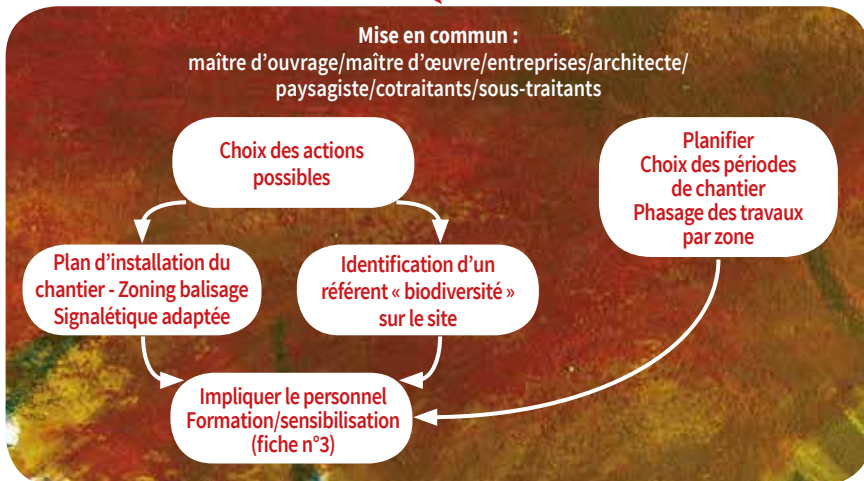 Mise en commun :
maître d'ouvrage/maître d'œuvre/entreprises/architecte/
paysagiste/cotraitants/sous-traitants
Choix des actions
possibles
Planifier
Choix des périodes
de chantier
Phasage des travaux
par zone
Plan d'installation du
chantier - Zoning balisage
Signalétique adaptée
Identification d'un
référent « biodiversité »
sur le site
Impliquer le personnel
Formation/sensibilisation
(fiche n°3)